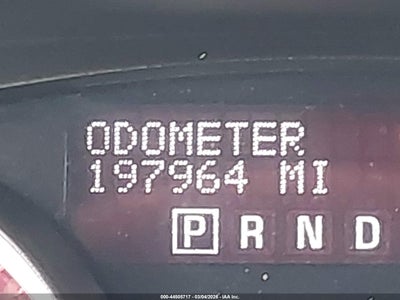 ODOMETER
197964 MI
P R N D
000-44608717 - 03/04/2026 - IAA Inc.